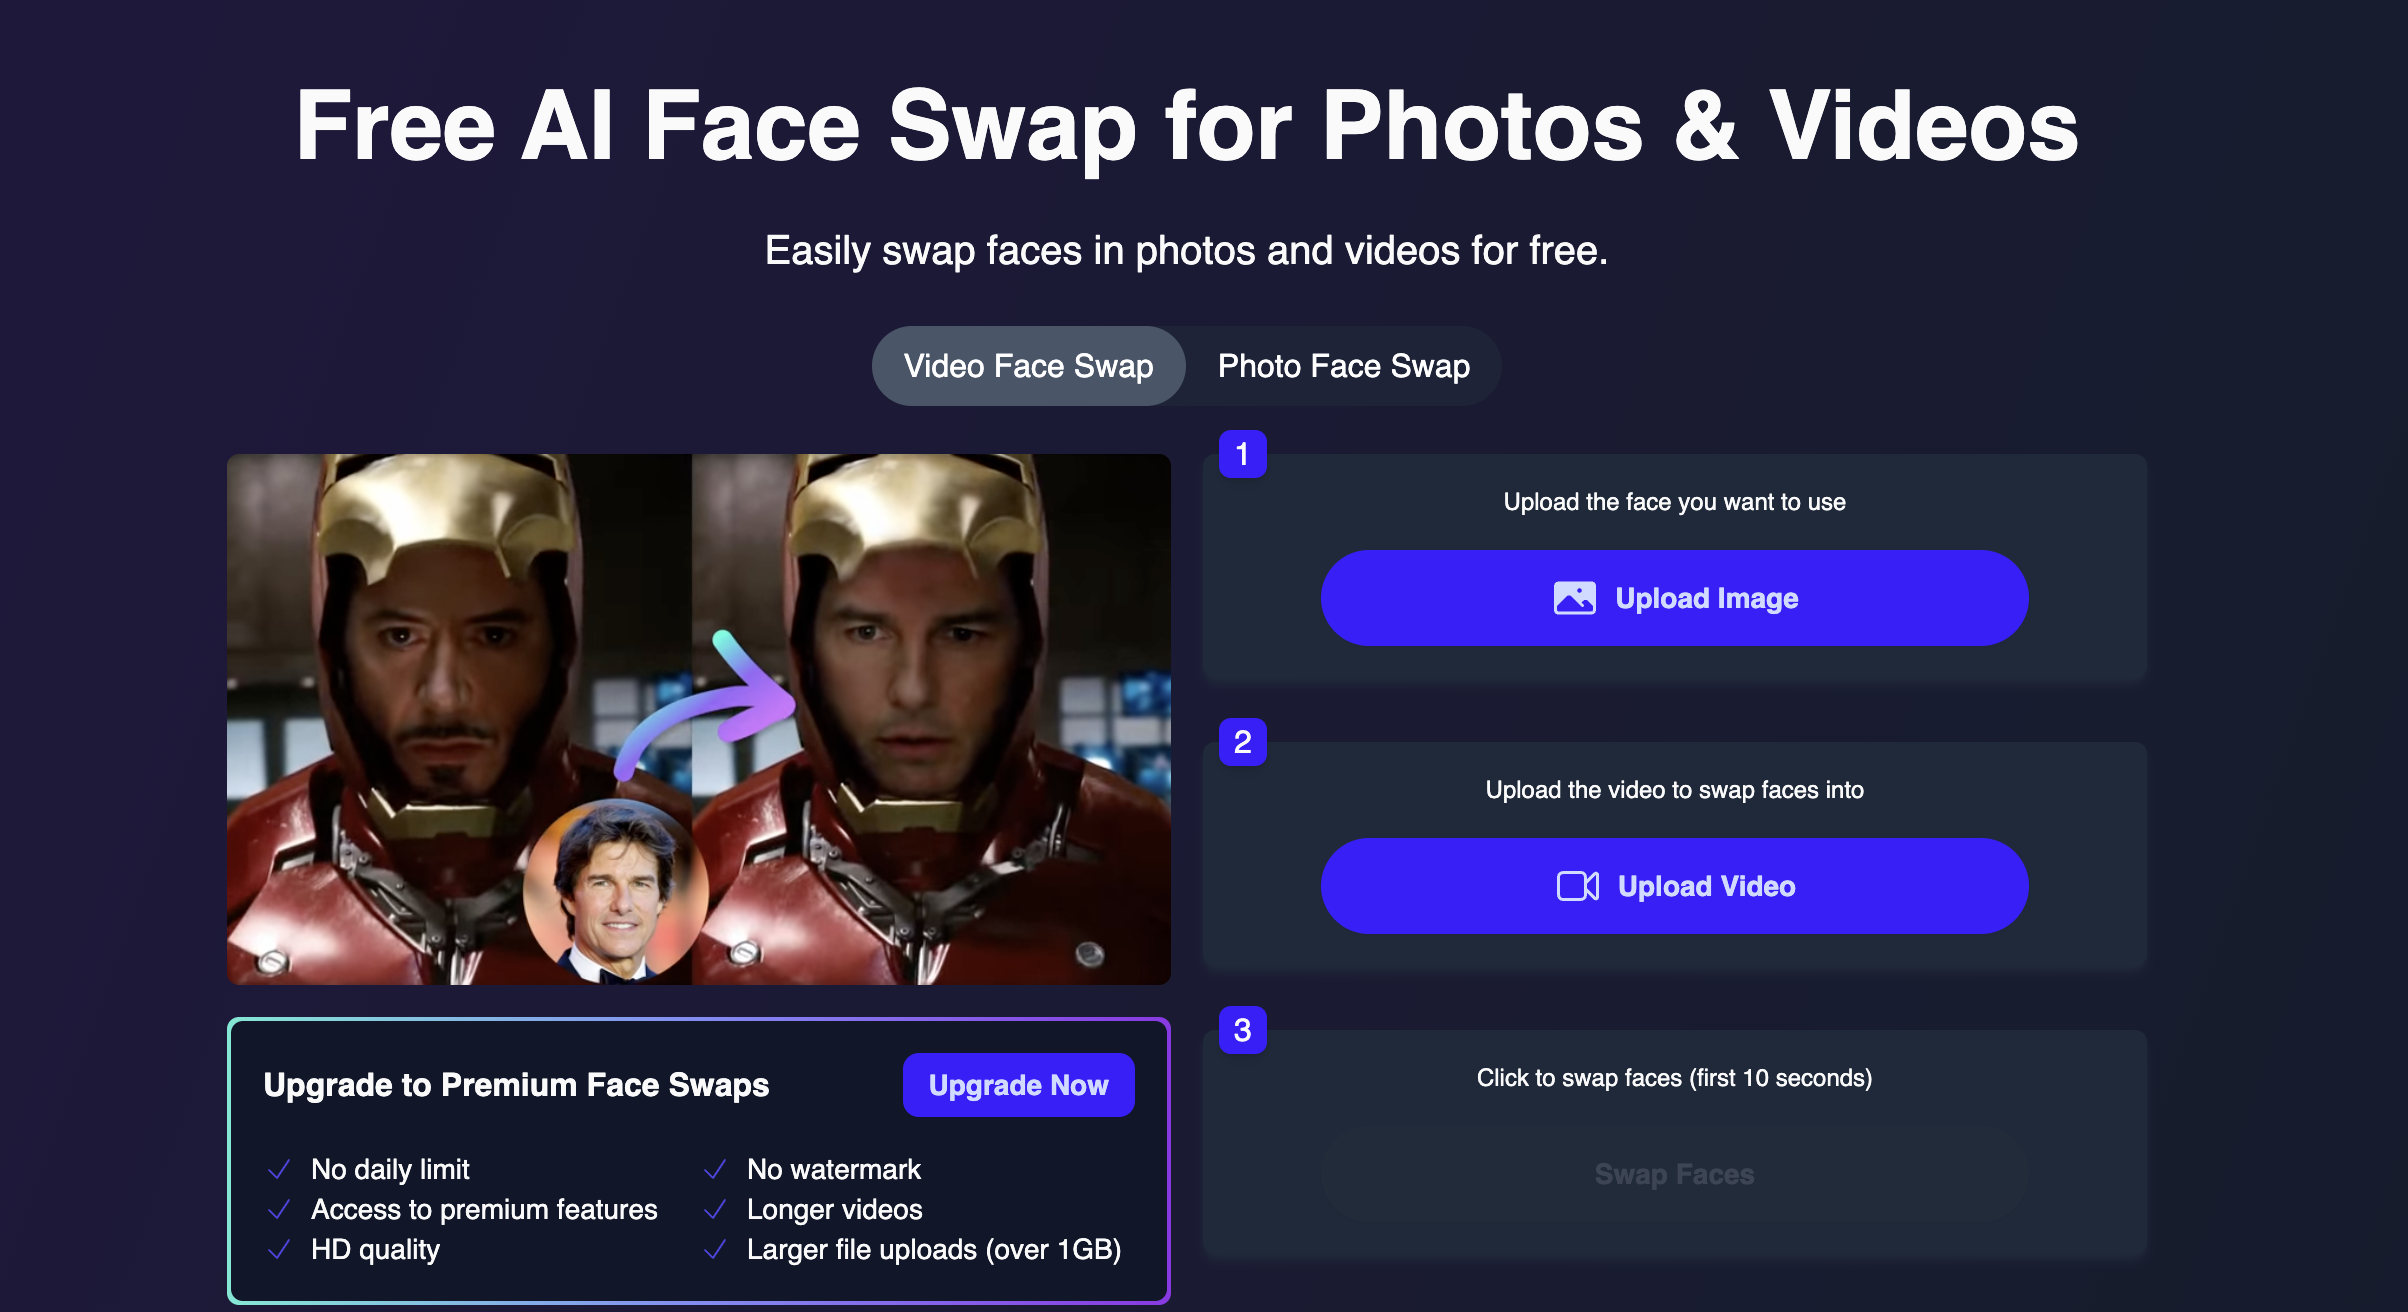 Free AI Face Swap for Photos & Videos
Easily swap faces in photos and videos for free.
Video Face Swap
Photo Face Swap
1
Upload the face you want to use
Upload Image
2
Upload the video to swap faces into
Upload Video
3
Click to swap faces (first 10 seconds)
Swap Faces
Upgrade to Premium Face Swaps
Upgrade Now
No daily limit
No watermark
Access to premium features
Longer videos
HD quality
Larger file uploads (over 1GB)